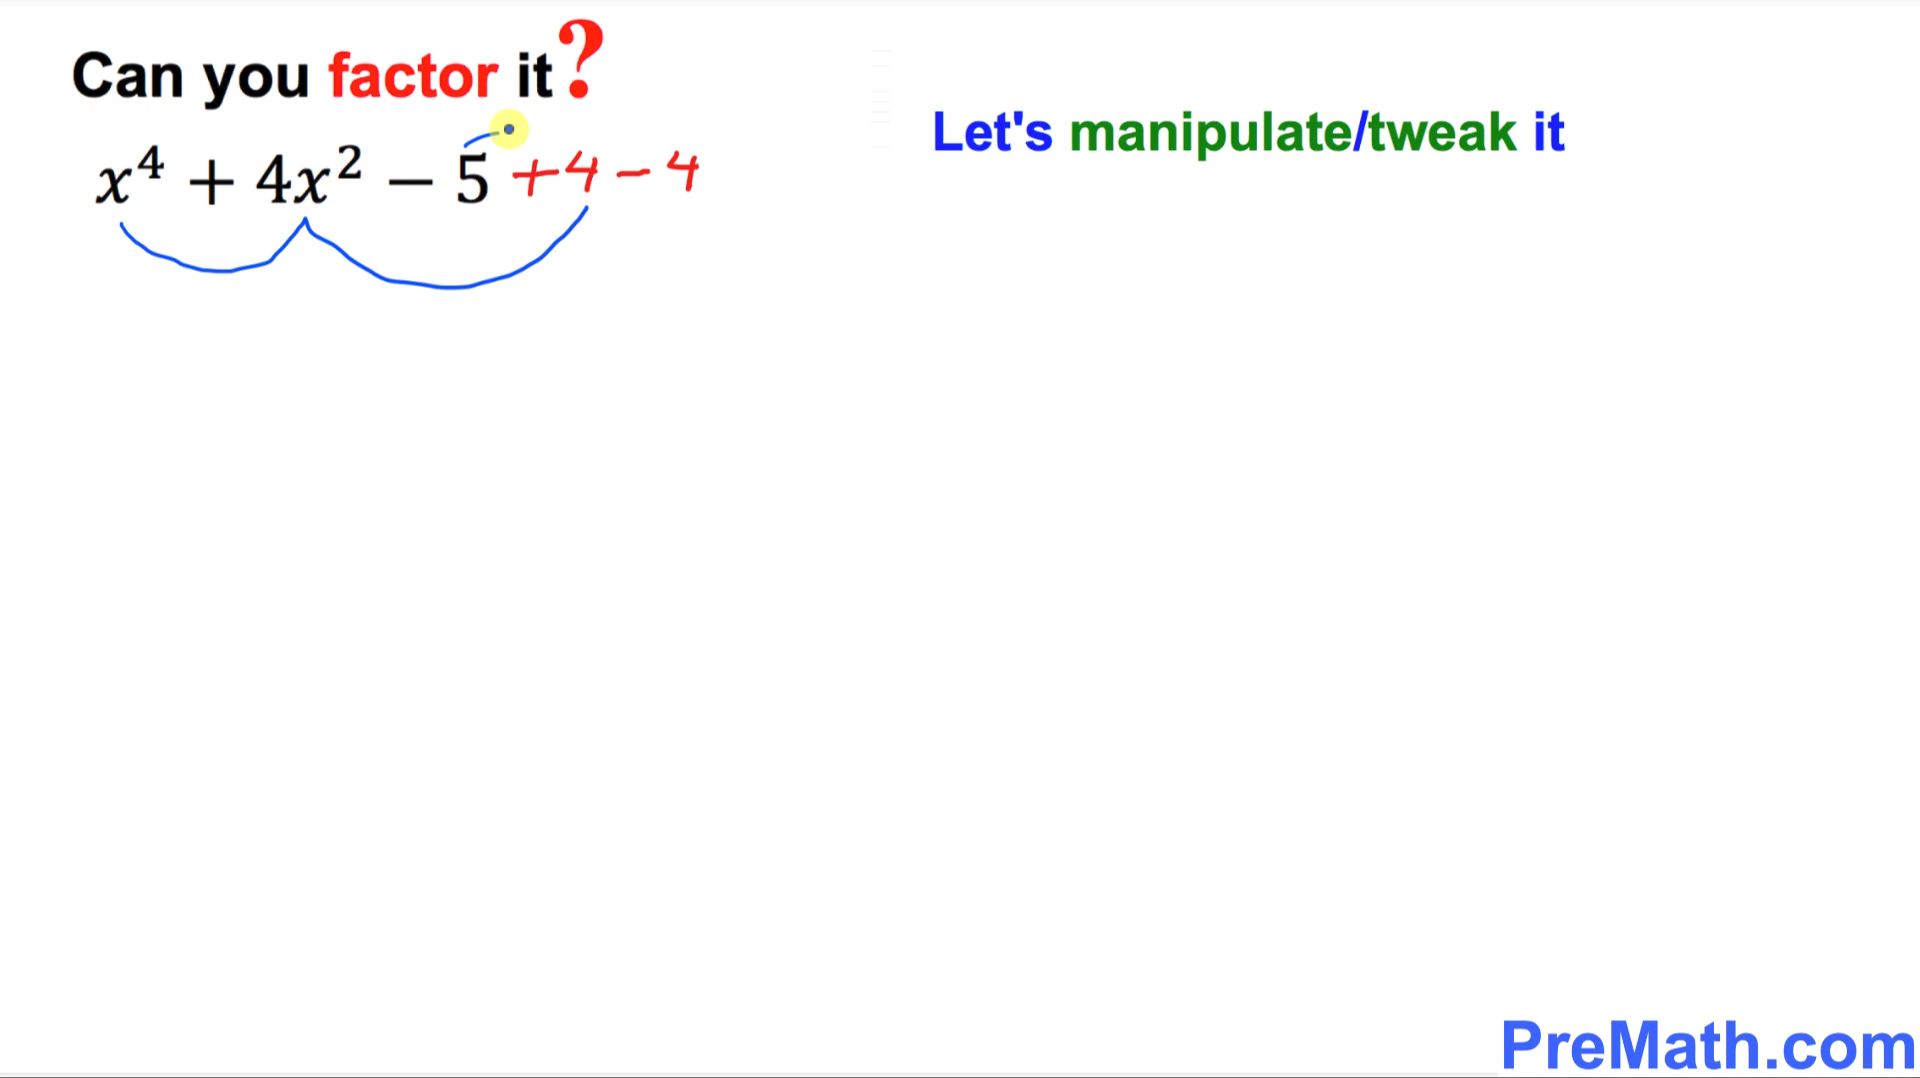 Can you factor it?
x⁴ + 4x² − 5 +4 − 4
Let's manipulate/tweak it
PreMath.com